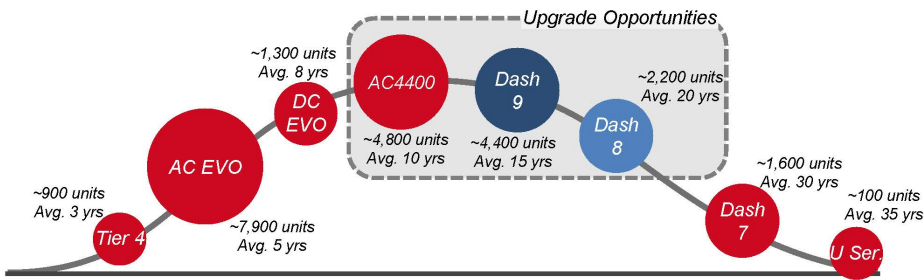 Upgrade Opportunities
~1,300 units
Avg. 8 yrs
DC
EVO
AC4400
~4,800 units
Avg. 10 yrs
Dash
9
~4,400 units
Avg. 15 yrs
~2,200 units
Avg. 20 yrs
Dash
8
AC EVO
~7,900 units
Avg. 5 yrs
~900 units
Avg. 3 yrs
Tier 4
~1,600 units
Avg. 30 yrs
Dash
7
~100 units
Avg. 35 yrs
U Ser.